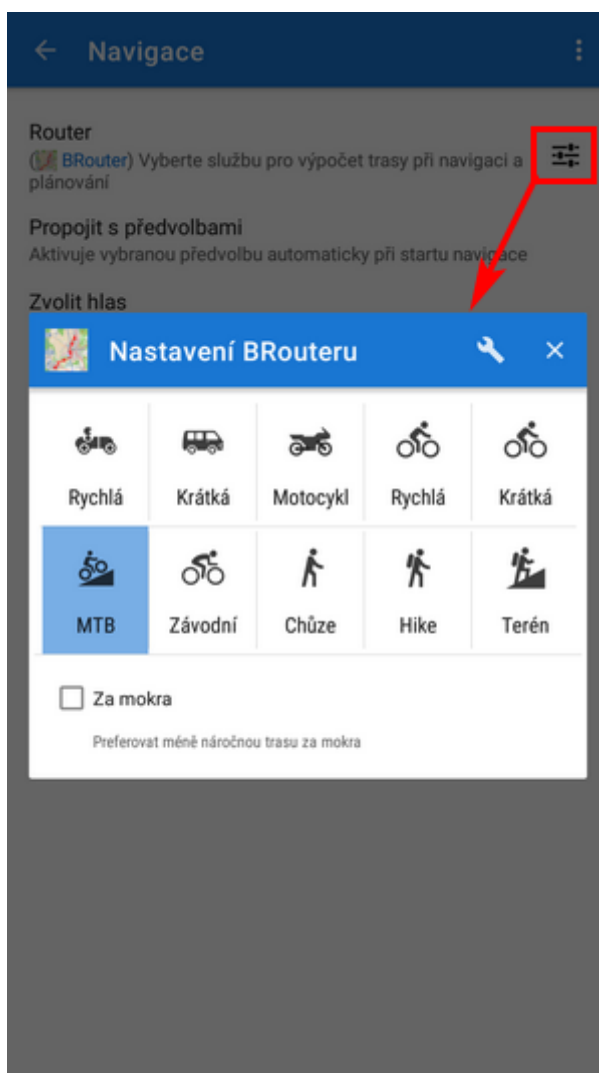 Navigace
Router
(BRouter) Vyberte službu pro výpočet trasy při navigaci a
plánování
Propojit s předvolbami
Aktivuje vybranou předvolbu automaticky při startu navigace
Zvolit hlas
Nastavení BRouteru
Rychlá Krátká Motocykl Rychlá Krátká
MTB Závodní Chůze Hike Terén
Za mokra
Preferovat méně náročnou trasu za mokra